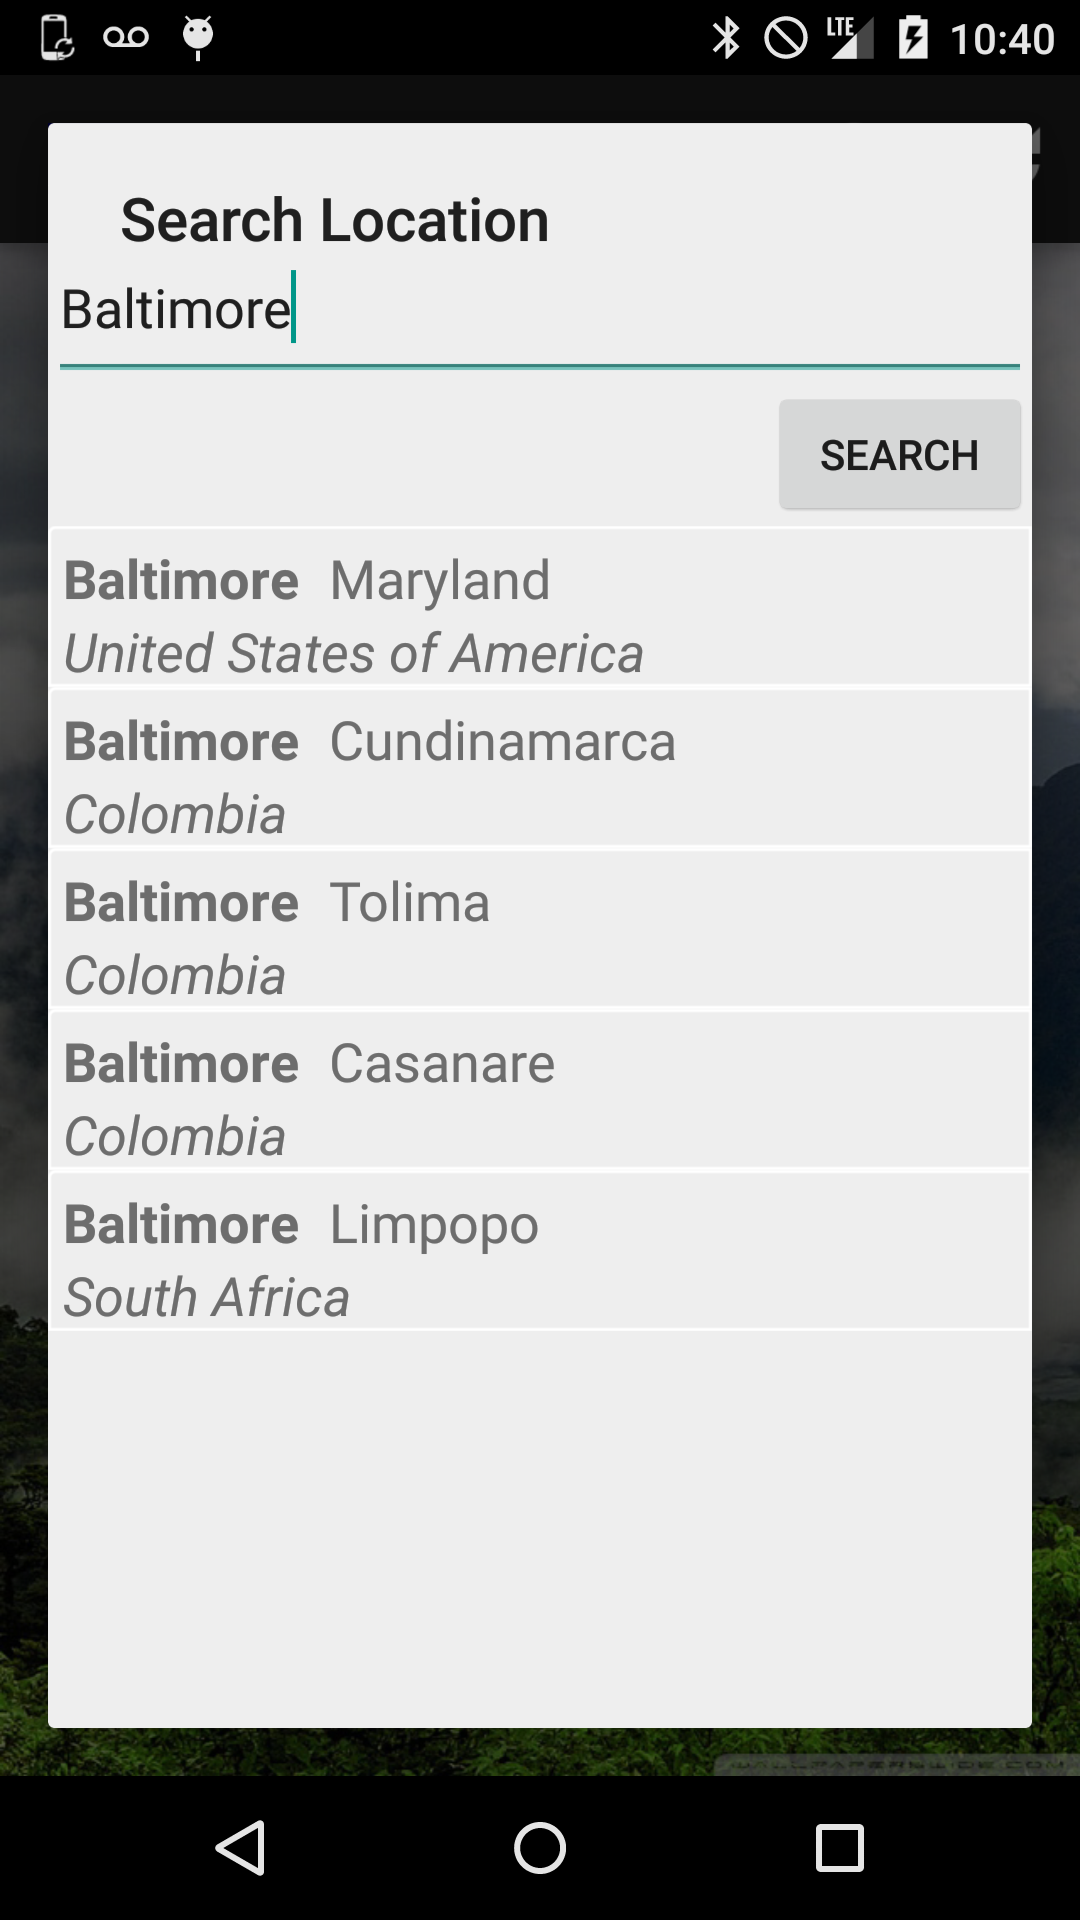 LTE 10:40
Search Location
Baltimore
SEARCH
Baltimore Maryland
United States of America
Baltimore Cundinamarca
Colombia
Baltimore Tolima
Colombia
Baltimore Casanare
Colombia
Baltimore Limpopo
South Africa